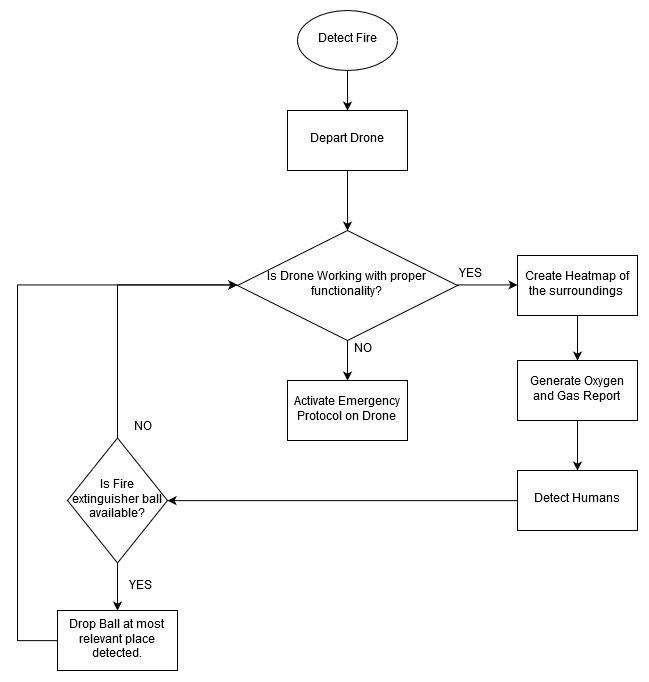 Detect Fire
Depart Drone
Is Drone Working with proper
functionality?
YES
Create Heatmap of
the surroundings
NO
Generate Oxygen
and Gas Report
Activate Emergency
Protocol on Drone
NO
Is Fire
extinguisher ball
available?
Detect Humans
YES
Drop Ball at most
relevant place
detected.